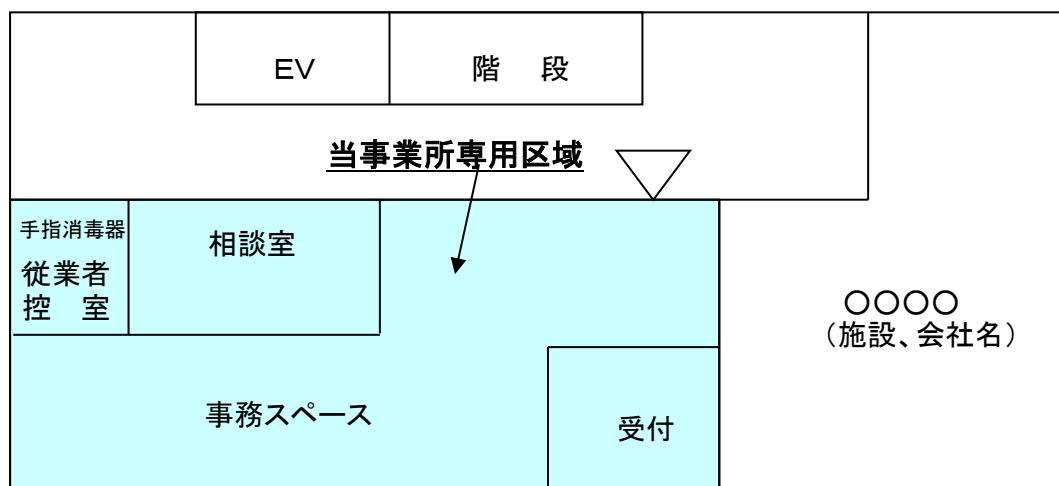 EV
階　段
当事業所専用区域
手指消毒器
従業者
控　室
相談室
〇〇〇〇
（施設、会社名）
事務スペース
受付